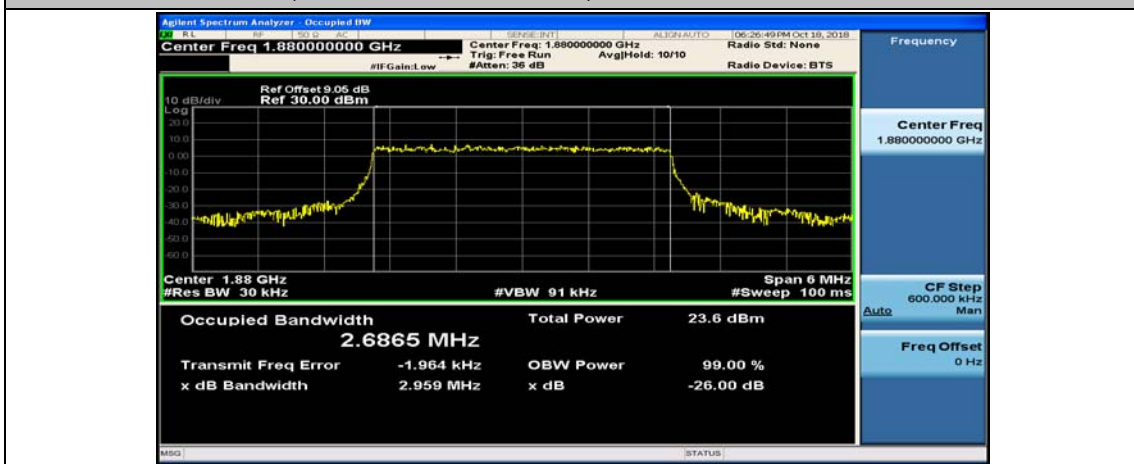 Agilent Spectrum Analyzer - Occupied BW
RL RF 50 Ω AC SENSE:INT ALIGN AUTO 06:26:49 PM Oct 18, 2018
Center Freq 1.880000000 GHz
Center Freq: 1.880000000 GHz
Radio Std: None
Trig: Free Run Avg|Hold: 10/10
#IFGain:Low #Atten: 36 dB Radio Device: BTS
Ref Offset 9.05 dB
10 dB/div Ref 30.00 dBm
Log
20.0
10.0
0.00
-10.0
-20.0
-30.0
-40.0
-50.0
-60.0
Center 1.88 GHz Span 6 MHz
#Res BW 30 kHz #VBW 91 kHz #Sweep 100 ms
Occupied Bandwidth Total Power 23.6 dBm
2.6865 MHz
Transmit Freq Error -1.964 kHz OBW Power 99.00 %
x dB Bandwidth 2.959 MHz x dB -26.00 dB
MSG STATUS
Frequency
Center Freq
1.880000000 GHz
CF Step
600.000 kHz
Auto Man
Freq Offset
0 Hz